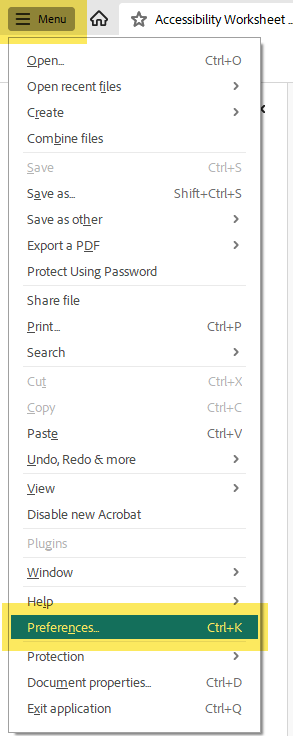 Menu Accessibility Worksheet ..
Open... Ctrl+O
Open recent files
Create
Combine files
Save Ctrl+S
Save as... Shift+Ctrl+S
Save as other
Export a PDF
Protect Using Password
Share file
Print... Ctrl+P
Search
Cut Ctrl+X
Copy Ctrl+C
Paste Ctrl+V
Undo, Redo & more
View
Disable new Acrobat
Plugins
Window
Help
Preferences... Ctrl+K
Protection
Document properties... Ctrl+D
Exit application Ctrl+Q